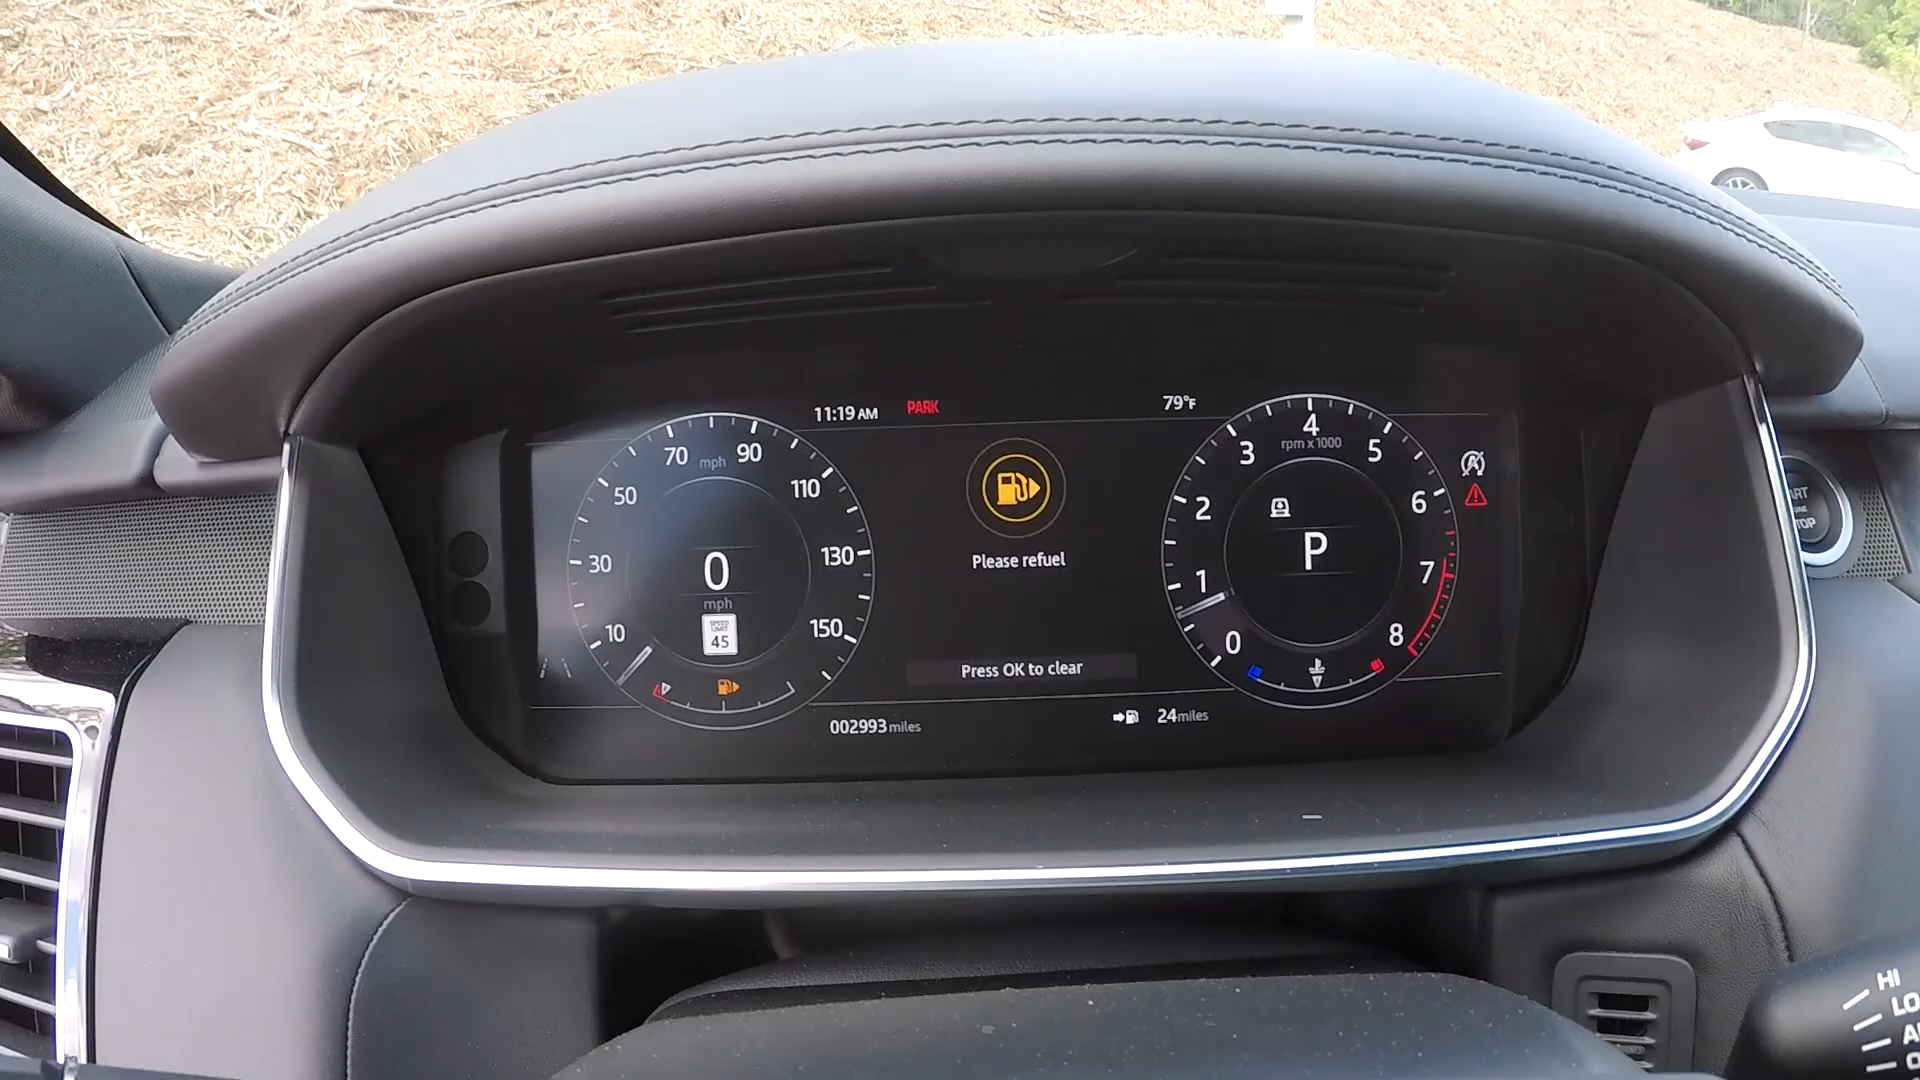 11:19 AM
PARK
79°F
70
mph
90
50
110
30
130
10
150
0
mph
SPEED
LIMIT
45
Please refuel
Press OK to clear
4
rpm x 1000
3
5
2
6
1
7
0
8
P
002993 miles
24 miles
HI
LO